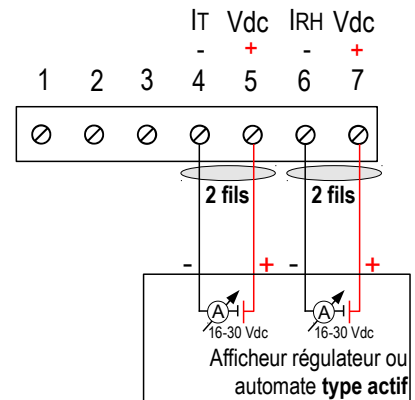 IT Vdc IRH Vdc
- + - +
1 2 3 4 5 6 7
2 fils 2 fils
- + - +
A A
16-30 Vdc 16-30 Vdc
Afficheur régulateur ou
automate type actif